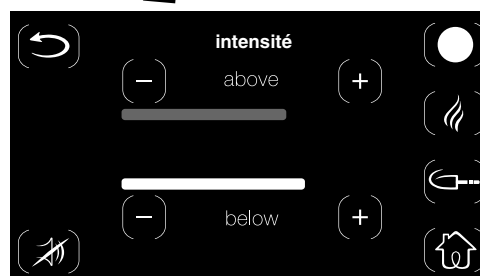 intensité
− above +
− below +